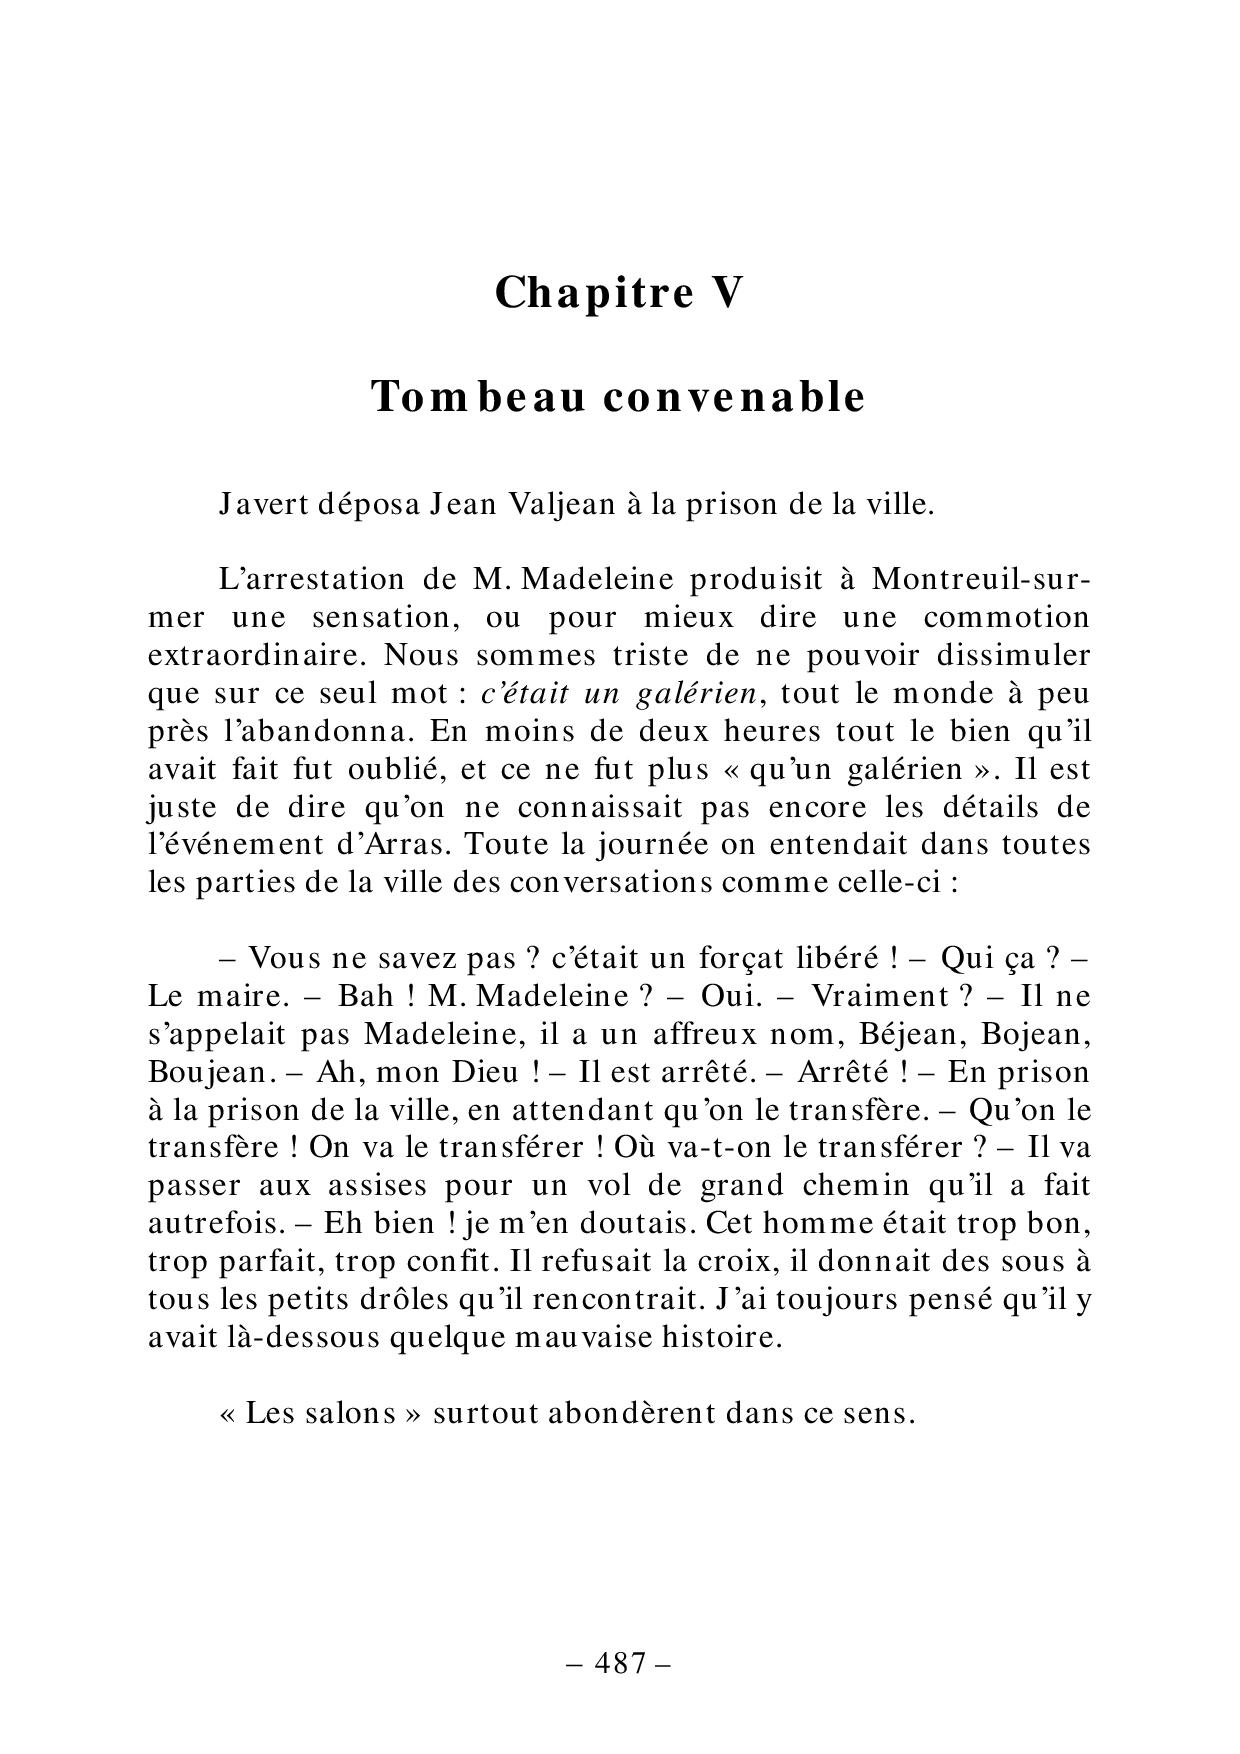 Chapitre V
Tombeau convenable
Javert déposa Jean Valjean à la prison de la ville.
L’arrestation de M. Madeleine produisit à Montreuil-sur-
mer une sensation, ou pour mieux dire une commotion
extraordinaire. Nous sommes triste de ne pouvoir dissimuler
que sur ce seul mot : c’était un galérien, tout le monde à peu
près l’abandonna. En moins de deux heures tout le bien qu’il
avait fait fut oublié, et ce ne fut plus « qu’un galérien ». Il est
juste de dire qu’on ne connaissait pas encore les détails de
l’événement d’Arras. Toute la journée on entendait dans toutes
les parties de la ville des conversations comme celle-ci :
– Vous ne savez pas ? c’était un forçat libéré ! – Qui ça ? –
Le maire. – Bah ! M. Madeleine ? – Oui. – Vraiment ? – Il ne
s’appelait pas Madeleine, il a un affreux nom, Béjean, Bojean,
Boujean. – Ah, mon Dieu ! – Il est arrêté. – Arrêté ! – En prison
à la prison de la ville, en attendant qu’on le transfère. – Qu’on le
transfère ! On va le transférer ! Où va-t-on le transférer ? – Il va
passer aux assises pour un vol de grand chemin qu’il a fait
autrefois. – Eh bien ! je m’en doutais. Cet homme était trop bon,
trop parfait, trop confit. Il refusait la croix, il donnait des sous à
tous les petits drôles qu’il rencontrait. J’ai toujours pensé qu’il y
avait là-dessous quelque mauvaise histoire.
« Les salons » surtout abondèrent dans ce sens.
– 487 –